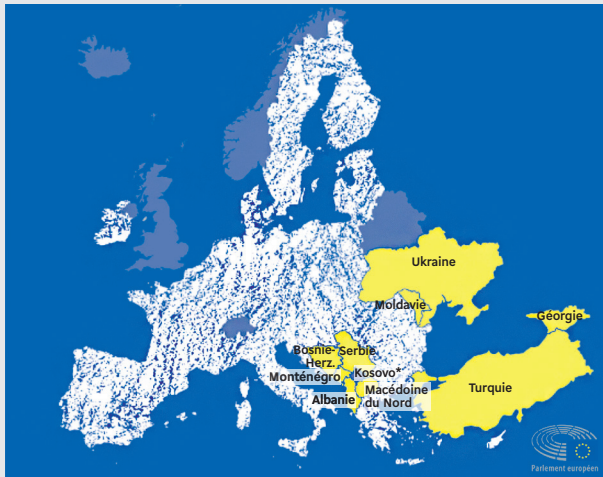 Ukraine
Moldavie
Géorgie
Bosnie-
Herz.
Serbie
Kosovo*
Monténégro
Macédoine
du Nord
Albanie
Turquie
Parlement européen